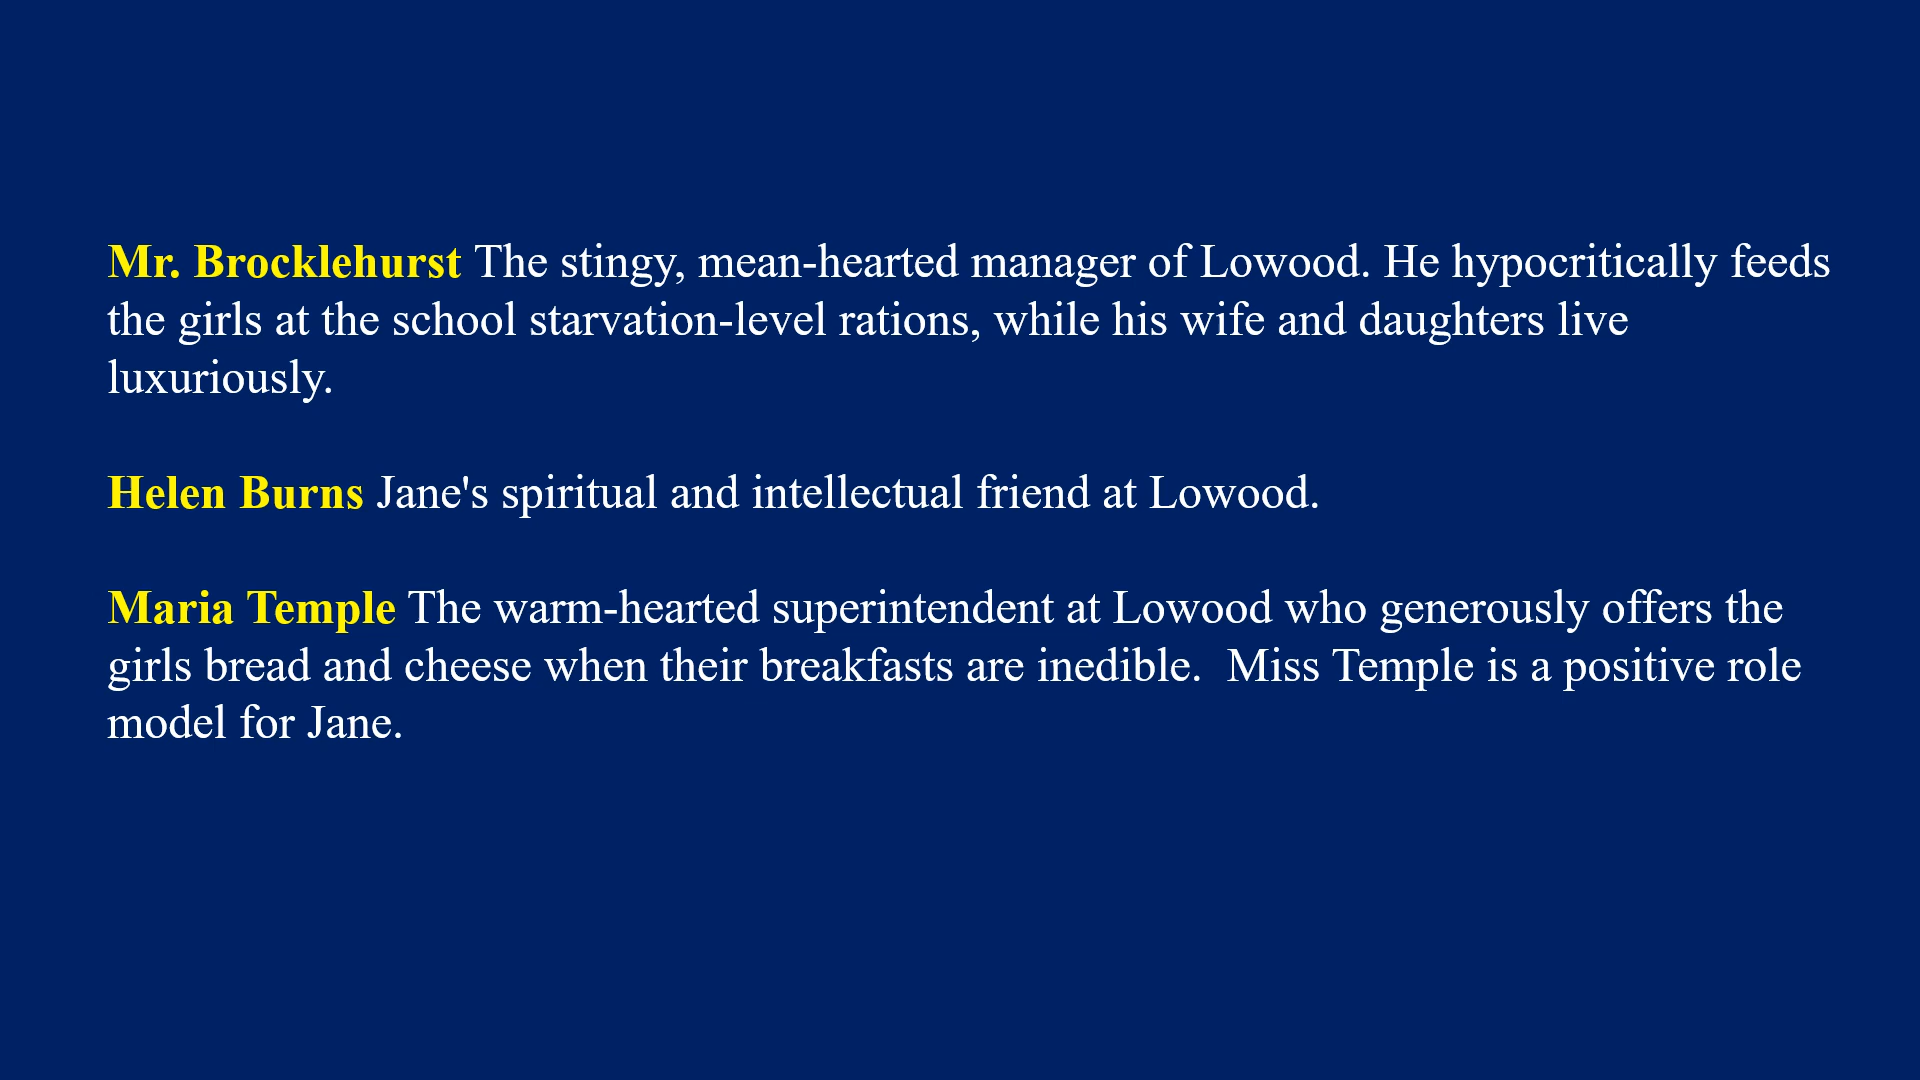 Mr. Brocklehurst The stingy, mean-hearted manager of Lowood. He hypocritically feeds
the girls at the school starvation-level rations, while his wife and daughters live
luxuriously.
Helen Burns Jane's spiritual and intellectual friend at Lowood.
Maria Temple The warm-hearted superintendent at Lowood who generously offers the
girls bread and cheese when their breakfasts are inedible.  Miss Temple is a positive role
model for Jane.